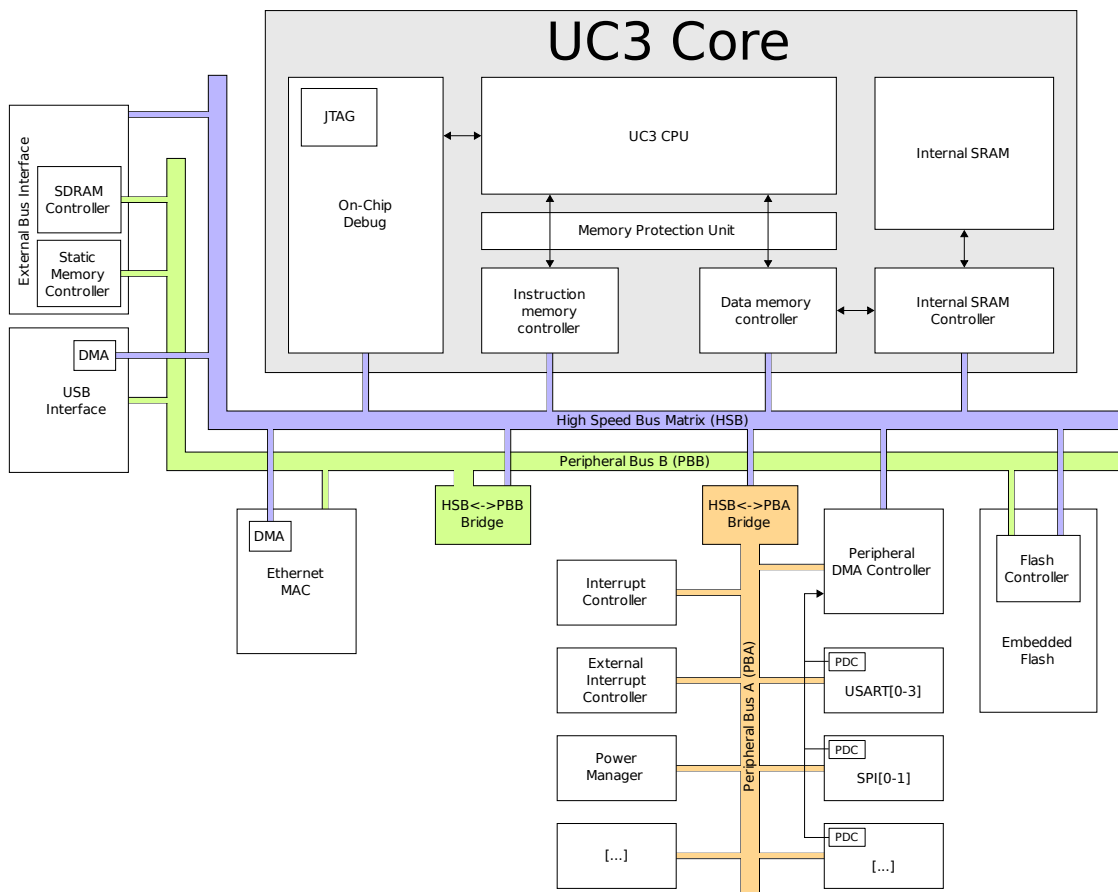 UC3 Core
JTAG
On-Chip
Debug
UC3 CPU
Internal SRAM
Memory Protection Unit
Instruction
memory
controller
Data memory
controller
Internal SRAM
Controller
External Bus Interface
SDRAM
Controller
Static
Memory
Controller
DMA
USB
Interface
High Speed Bus Matrix (HSB)
Peripheral Bus B (PBB)
DMA
Ethernet
MAC
HSB<->PBB
Bridge
HSB<->PBA
Bridge
Peripheral
DMA Controller
Flash
Controller
Embedded
Flash
Interrupt
Controller
External
Interrupt
Controller
Power
Manager
[...]
Peripheral Bus A (PBA)
PDC
USART[0-3]
PDC
SPI[0-1]
PDC
[...]